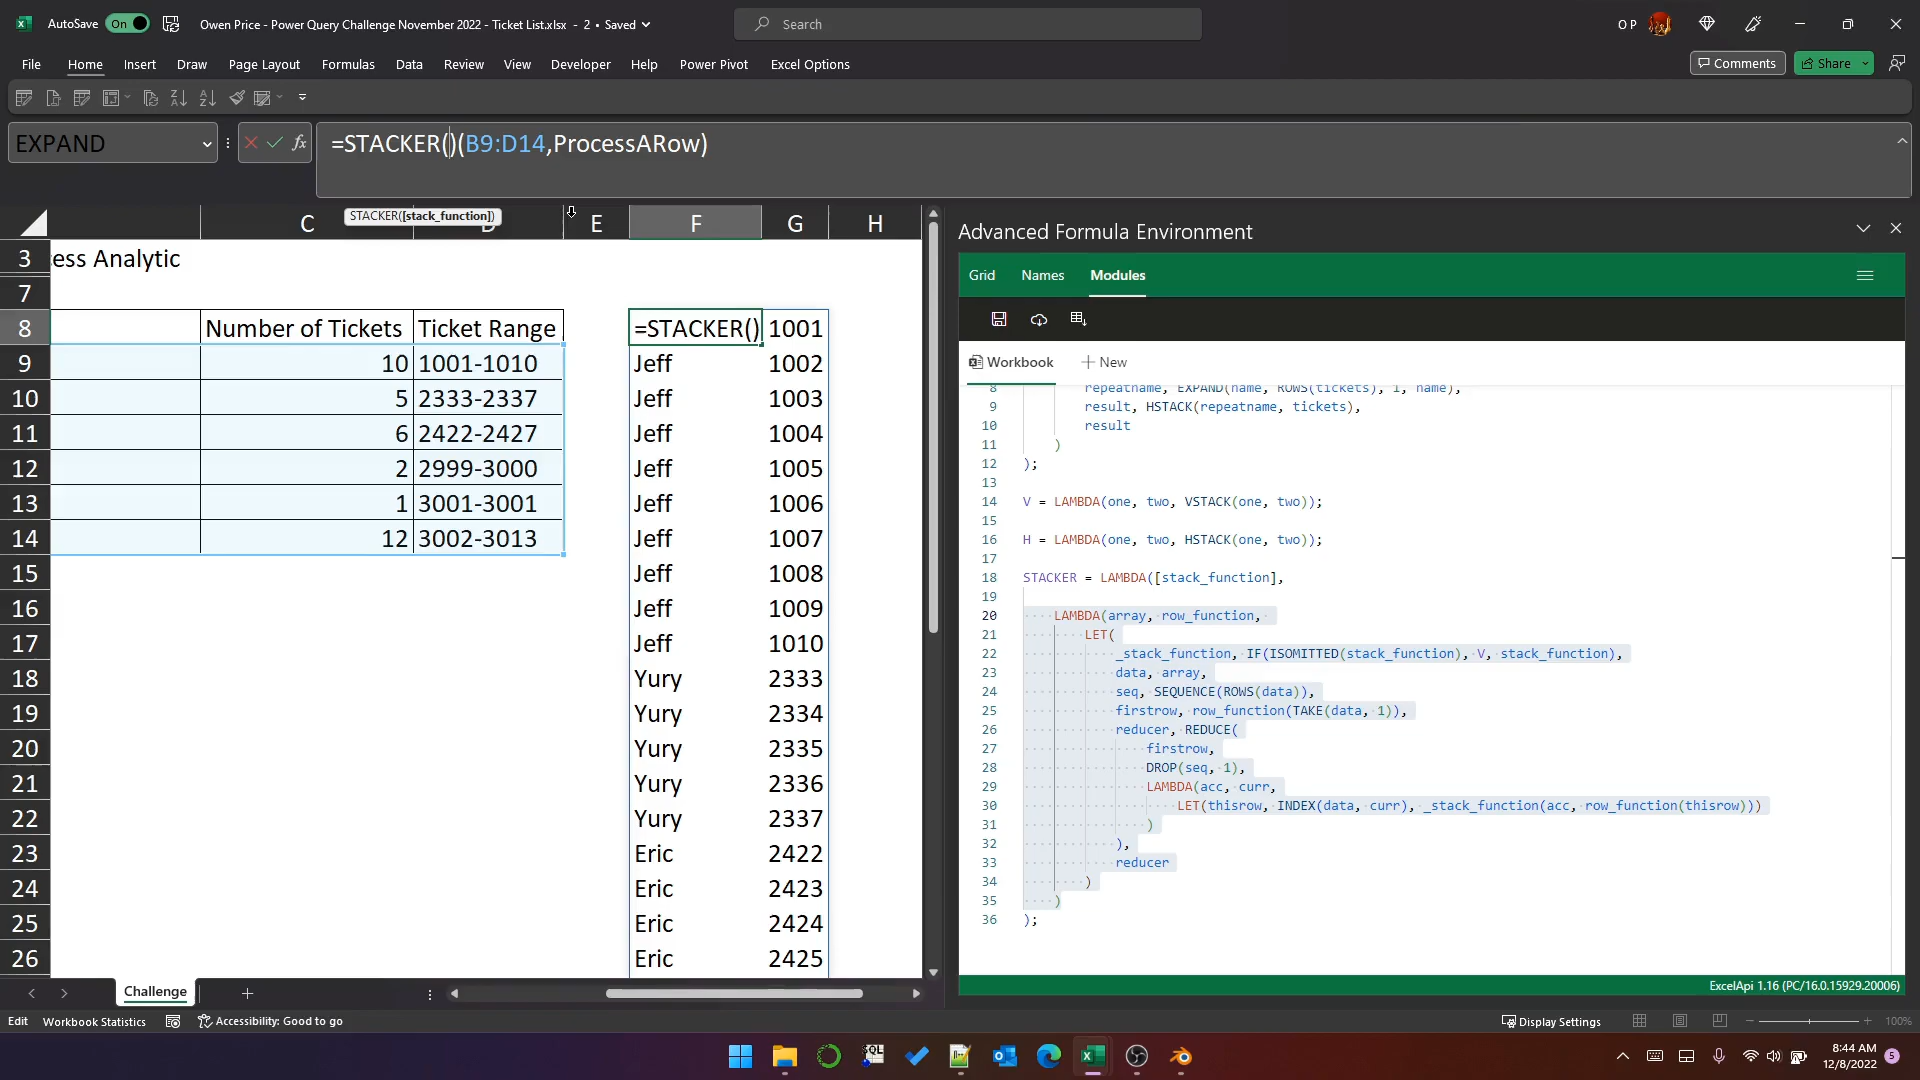 AutoSave On Owen Price - Power Query Challenge November 2022 - Ticket List.xlsx - 2 • Saved Search O P
File Home Insert Draw Page Layout Formulas Data Review View Developer Help Power Pivot Excel Options Comments Share
EXPAND fx =STACKER()(B9:D14,ProcessARow)
STACKER([stack_function])
C D E F G H
3 cess Analytic
7
8 Number of Tickets Ticket Range =STACKER() 1001
9 10 1001-1010 Jeff 1002
10 5 2333-2337 Jeff 1003
11 6 2422-2427 Jeff 1004
12 2 2999-3000 Jeff 1005
13 1 3001-3001 Jeff 1006
14 12 3002-3013 Jeff 1007
15 Jeff 1008
16 Jeff 1009
17 Jeff 1010
18 Yury 2333
19 Yury 2334
20 Yury 2335
21 Yury 2336
22 Yury 2337
23 Eric 2422
24 Eric 2423
25 Eric 2424
26 Eric 2425
Challenge
Advanced Formula Environment
Grid Names Modules
Workbook + New
8 repeatname, EXPAND(name, ROWS(tickets), 1, name),
9 result, HSTACK(repeatname, tickets),
10 result
11 )
12 );
13
14 V = LAMBDA(one, two, VSTACK(one, two));
15
16 H = LAMBDA(one, two, HSTACK(one, two));
17
18 STACKER = LAMBDA([stack_function],
19
20 LAMBDA(array, row_function,
21 LET(
22 _stack_function, IF(ISOMITTED(stack_function), V, stack_function),
23 data, array,
24 seq, SEQUENCE(ROWS(data)),
25 firstrow, row_function(TAKE(data, 1)),
26 reducer, REDUCE(
27 firstrow,
28 DROP(seq, 1),
29 LAMBDA(acc, curr,
30 LET(thisrow, INDEX(data, curr), _stack_function(acc, row_function(thisrow)))
31 )
32 ),
33 reducer
34 )
35 )
36 );
ExcelApi 1.16 (PC/16.0.15929.20006)
Edit Workbook Statistics Accessibility: Good to go Display Settings 100%
SQL
8:44 AM
12/8/2022 5